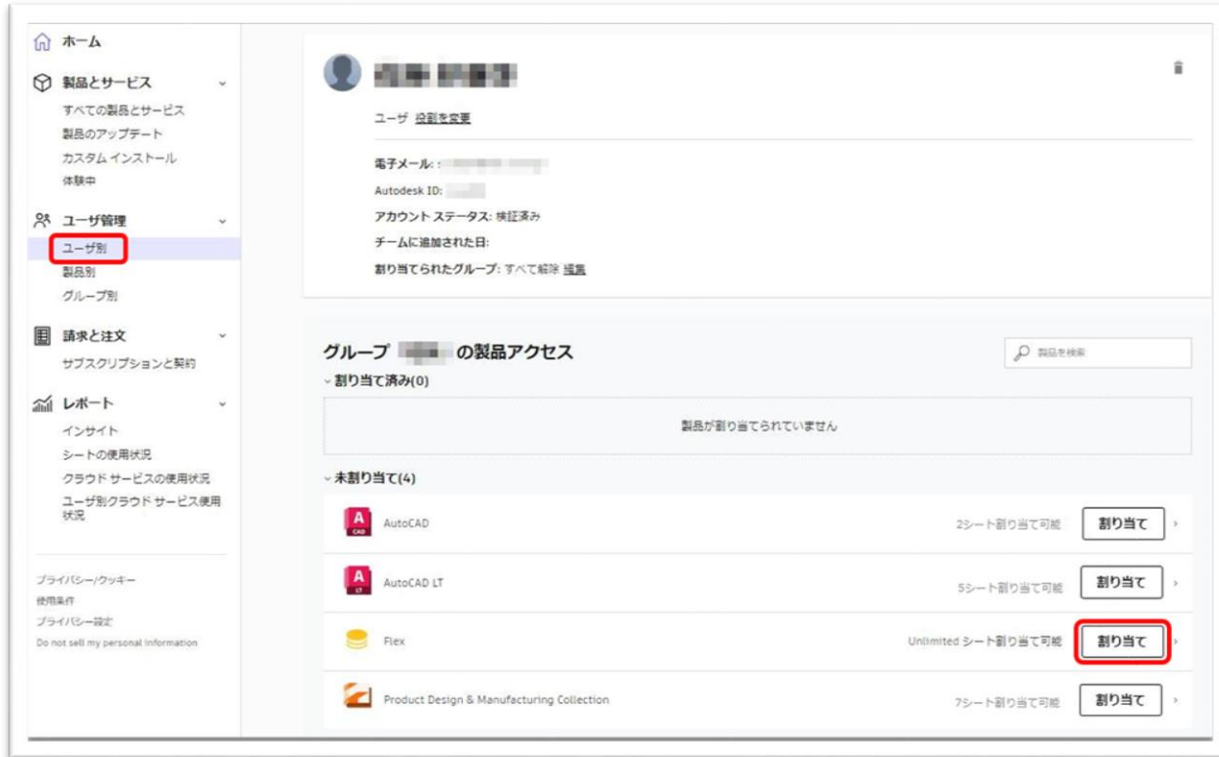 ホーム
製品とサービス
すべての製品とサービス
製品のアップデート
カスタム インストール
体験中
ユーザ管理
ユーザ別
製品別
グループ別
請求と注文
サブスクリプションと契約
レポート
インサイト
シートの使用状況
クラウド サービスの使用状況
ユーザ別クラウド サービス使用
状況
プライバシー/クッキー
使用条件
プライバシー設定
Do not sell my personal information
ユーザ 役割を変更
電子メール: :
Autodesk ID:
アカウント ステータス: 検証済み
チームに追加された日:
割り当てられたグループ: すべて解除 編集
グループ の製品アクセス
製品を検索
割り当て済み(0)
製品が割り当てられていません
未割り当て(4)
A CAD AutoCAD 2シート割り当て可能 割り当て
A LT AutoCAD LT 5シート割り当て可能 割り当て
Flex Unlimited シート割り当て可能 割り当て
Product Design & Manufacturing Collection 7シート割り当て可能 割り当て